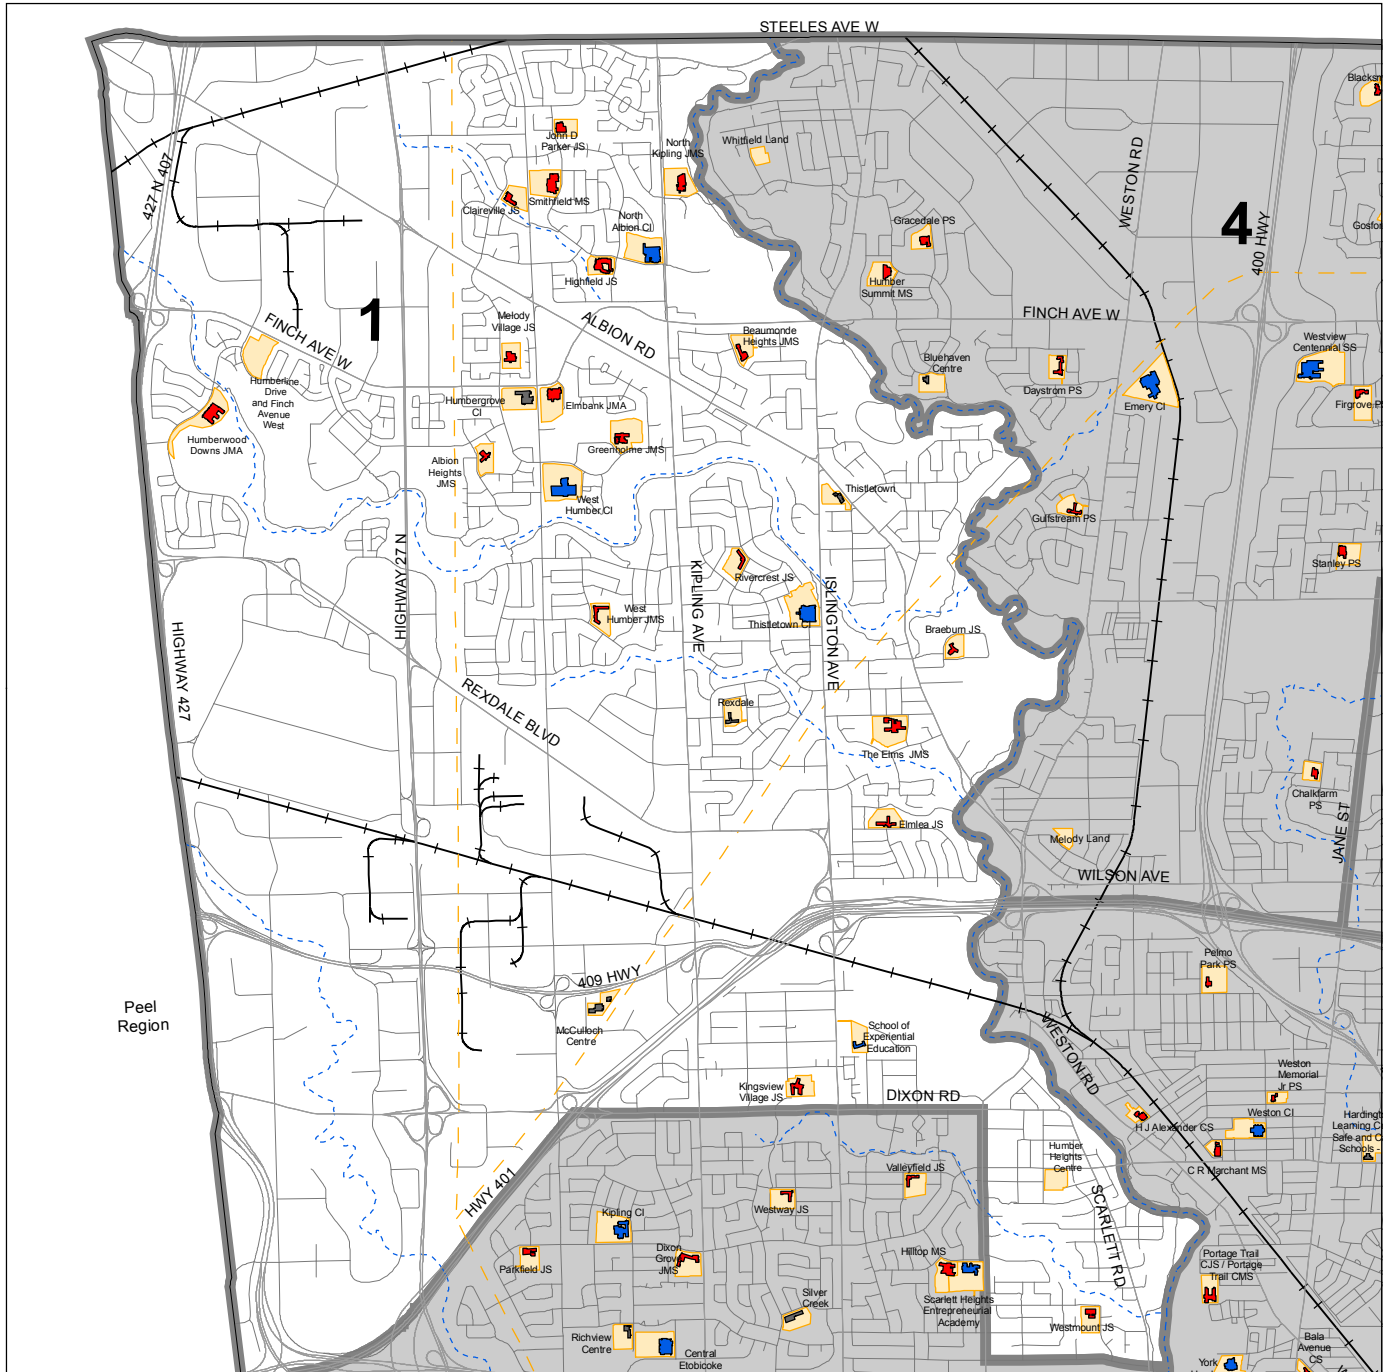 STEELES AVE W
Blacksm
John D
Parker JS
North
Kipling JMS
Whitfield Land
WESTON RD
427 N 407
Claireville JS
Smithfield MS
North
Albion CI
Gracedale PS
4
400 HWY
Gosfor
Highfield JS
Humber
Summit MS
1
FINCH AVE W
Melody
Village JS
ALBION RD
Beaumonde
Heights JMS
FINCH AVE W
Westview
Centennial SS
Bluehaven
Centre
Daystrom PS
Emery CI
Firgrove P
Humberline
Drive
and Finch
Avenue
West
Humbergrove
CI
Elmbank JMA
Humberwood
Downs JMA
Greenholme JMS
Albion
Heights
JMS
West
Humber CI
Thistletown
Gulfstream PS
Stanley PS
HIGHWAY 27 N
KIPLING AVE
Rivercrest JS
ISLINGTON AVE
West
Humber JMS
Thistletown CI
Braeburn JS
HIGHWAY 427
REXDALE BLVD
Rexdale
The Elms JMS
Chalkfarm
PS
JANE ST
Elmlea JS
Melody Land
WILSON AVE
Pelmo
Park PS
409 HWY
Peel
Region
McCulloch
Centre
School of
Experiential
Education
WESTON RD
Kingsview
Village JS
DIXON RD
Weston
Memorial
Jr PS
Weston CI
H J Alexander CS
Hardingt
Learning C
Safe and C
Schools
C R Marchant MS
Humber
Heights
Centre
Valleyfield JS
HWY 401
Westway JS
SCARLETT RD
Kipling CI
Parkfield JS
Dixon
Grove
JMS
Hilltop MS
Portage Trail
CJS / Portage
Trail CMS
Scarlett Heights
Entrepreneurial
Academy
Silver
Creek
Westmount JS
Richview
Centre
Central
Etobicoke
York
Bala
Avenue
CS